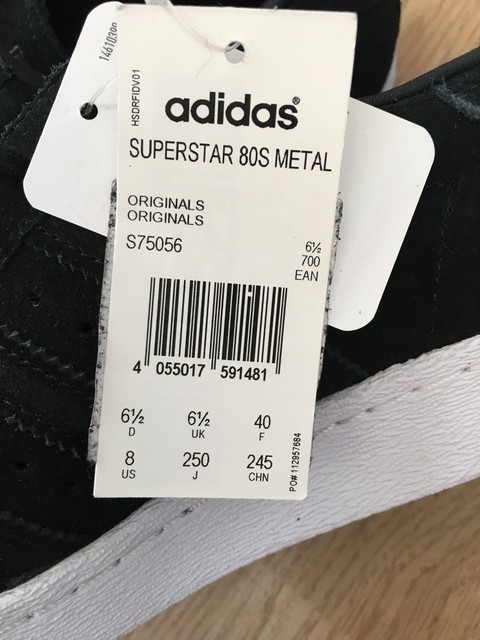 14610390
HSDRFIDV01
adidas®
SUPERSTAR 80S METAL
ORIGINALS
ORIGINALS
S75056
6½
700
EAN
4 055017 591481
6½ 6½ 40
D UK F
8 250 245
US J CHN
PO# 112957684